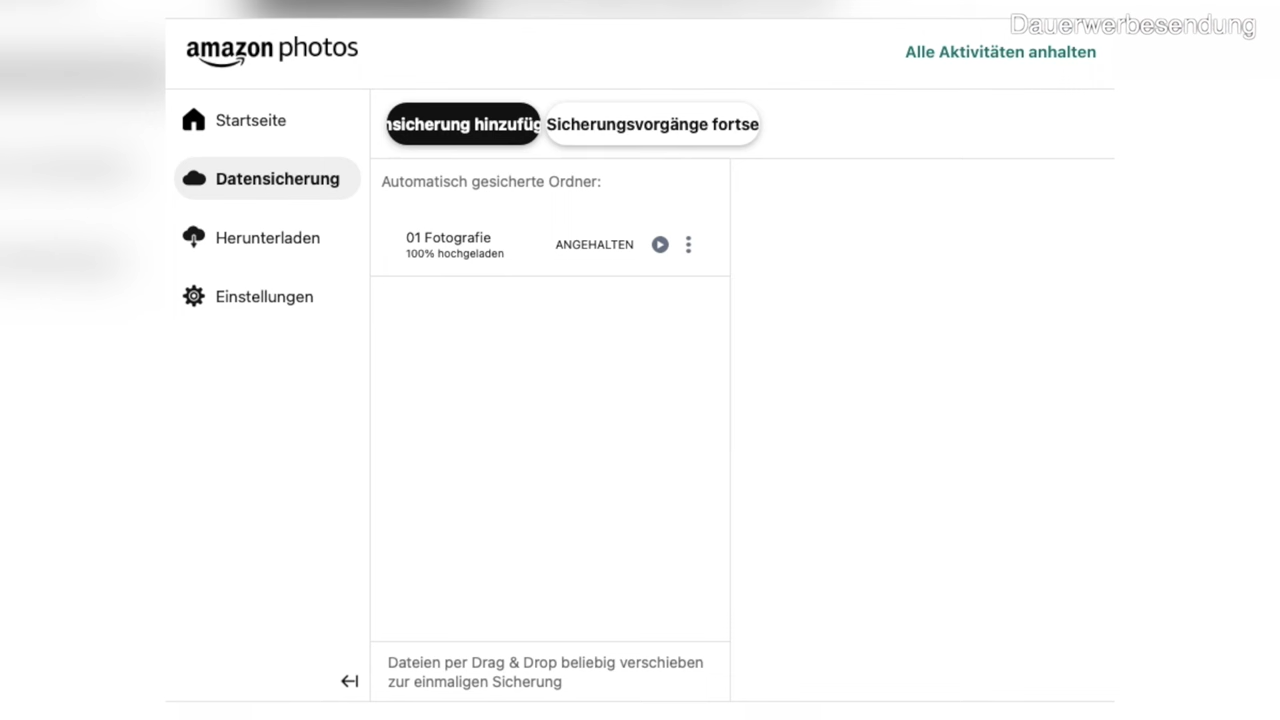 Dauerwerbesendung
amazon photos
Alle Aktivitäten anhalten
Startseite
Datensicherung
Herunterladen
Einstellungen
nsicherung hinzufüg
Sicherungsvorgänge fortse
Automatisch gesicherte Ordner:
01 Fotografie
100% hochgeladen
ANGEHALTEN
Dateien per Drag & Drop beliebig verschieben
zur einmaligen Sicherung